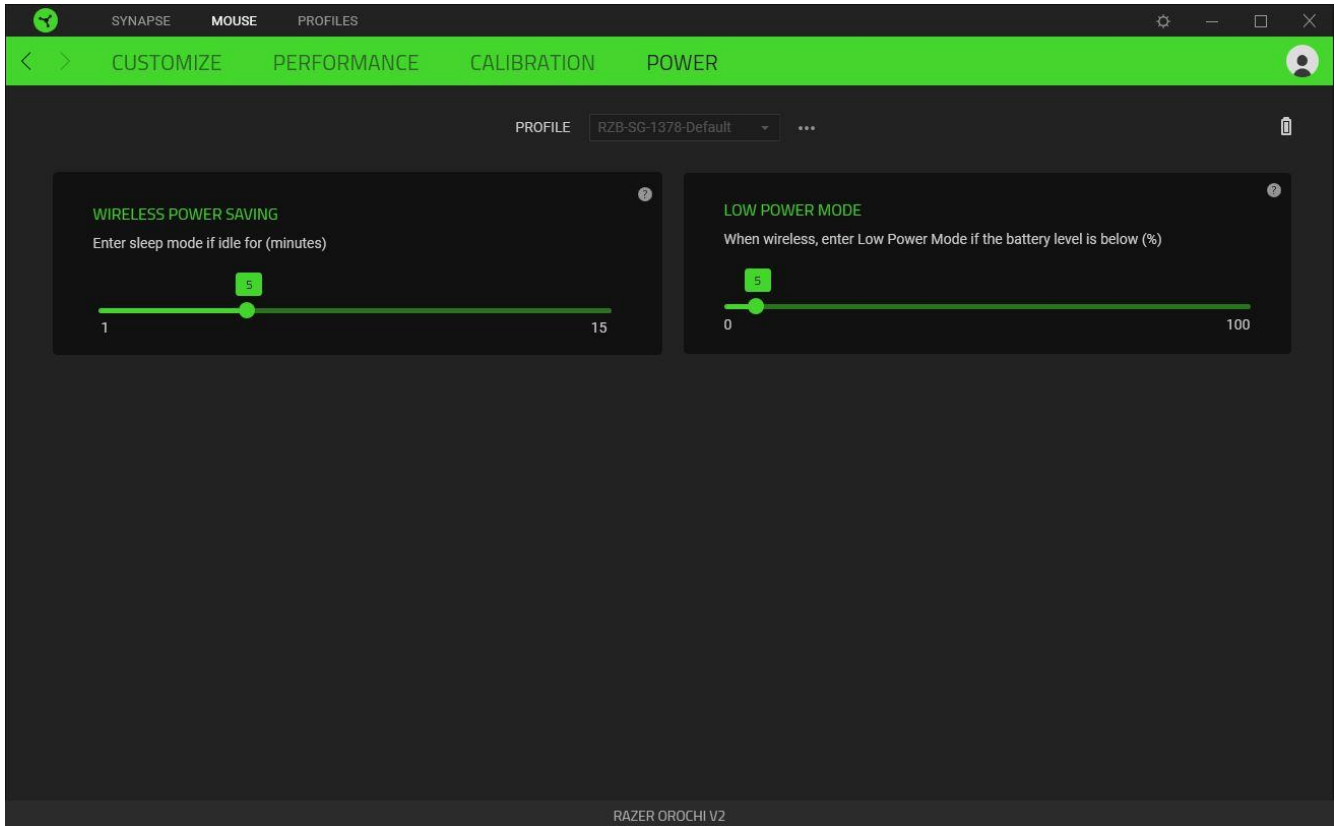 SYNAPSE MOUSE PROFILES
CUSTOMIZE PERFORMANCE CALIBRATION POWER
PROFILE RZB-SG-1378-Default
WIRELESS POWER SAVING
Enter sleep mode if idle for (minutes)
5
1 15
LOW POWER MODE
When wireless, enter Low Power Mode if the battery level is below (%)
5
0 100
RAZER OROCHI V2